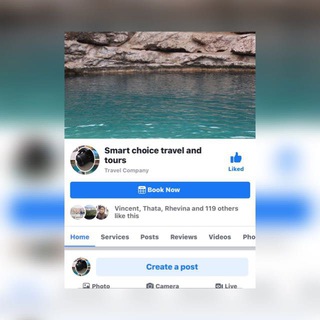 Smart choice travel and
tours
Travel Company
Liked
Book Now
Vincent, Thata, Rhevina and 119 others
like this
Home Services Posts Reviews Videos Pho
Create a post
Photo Camera Live